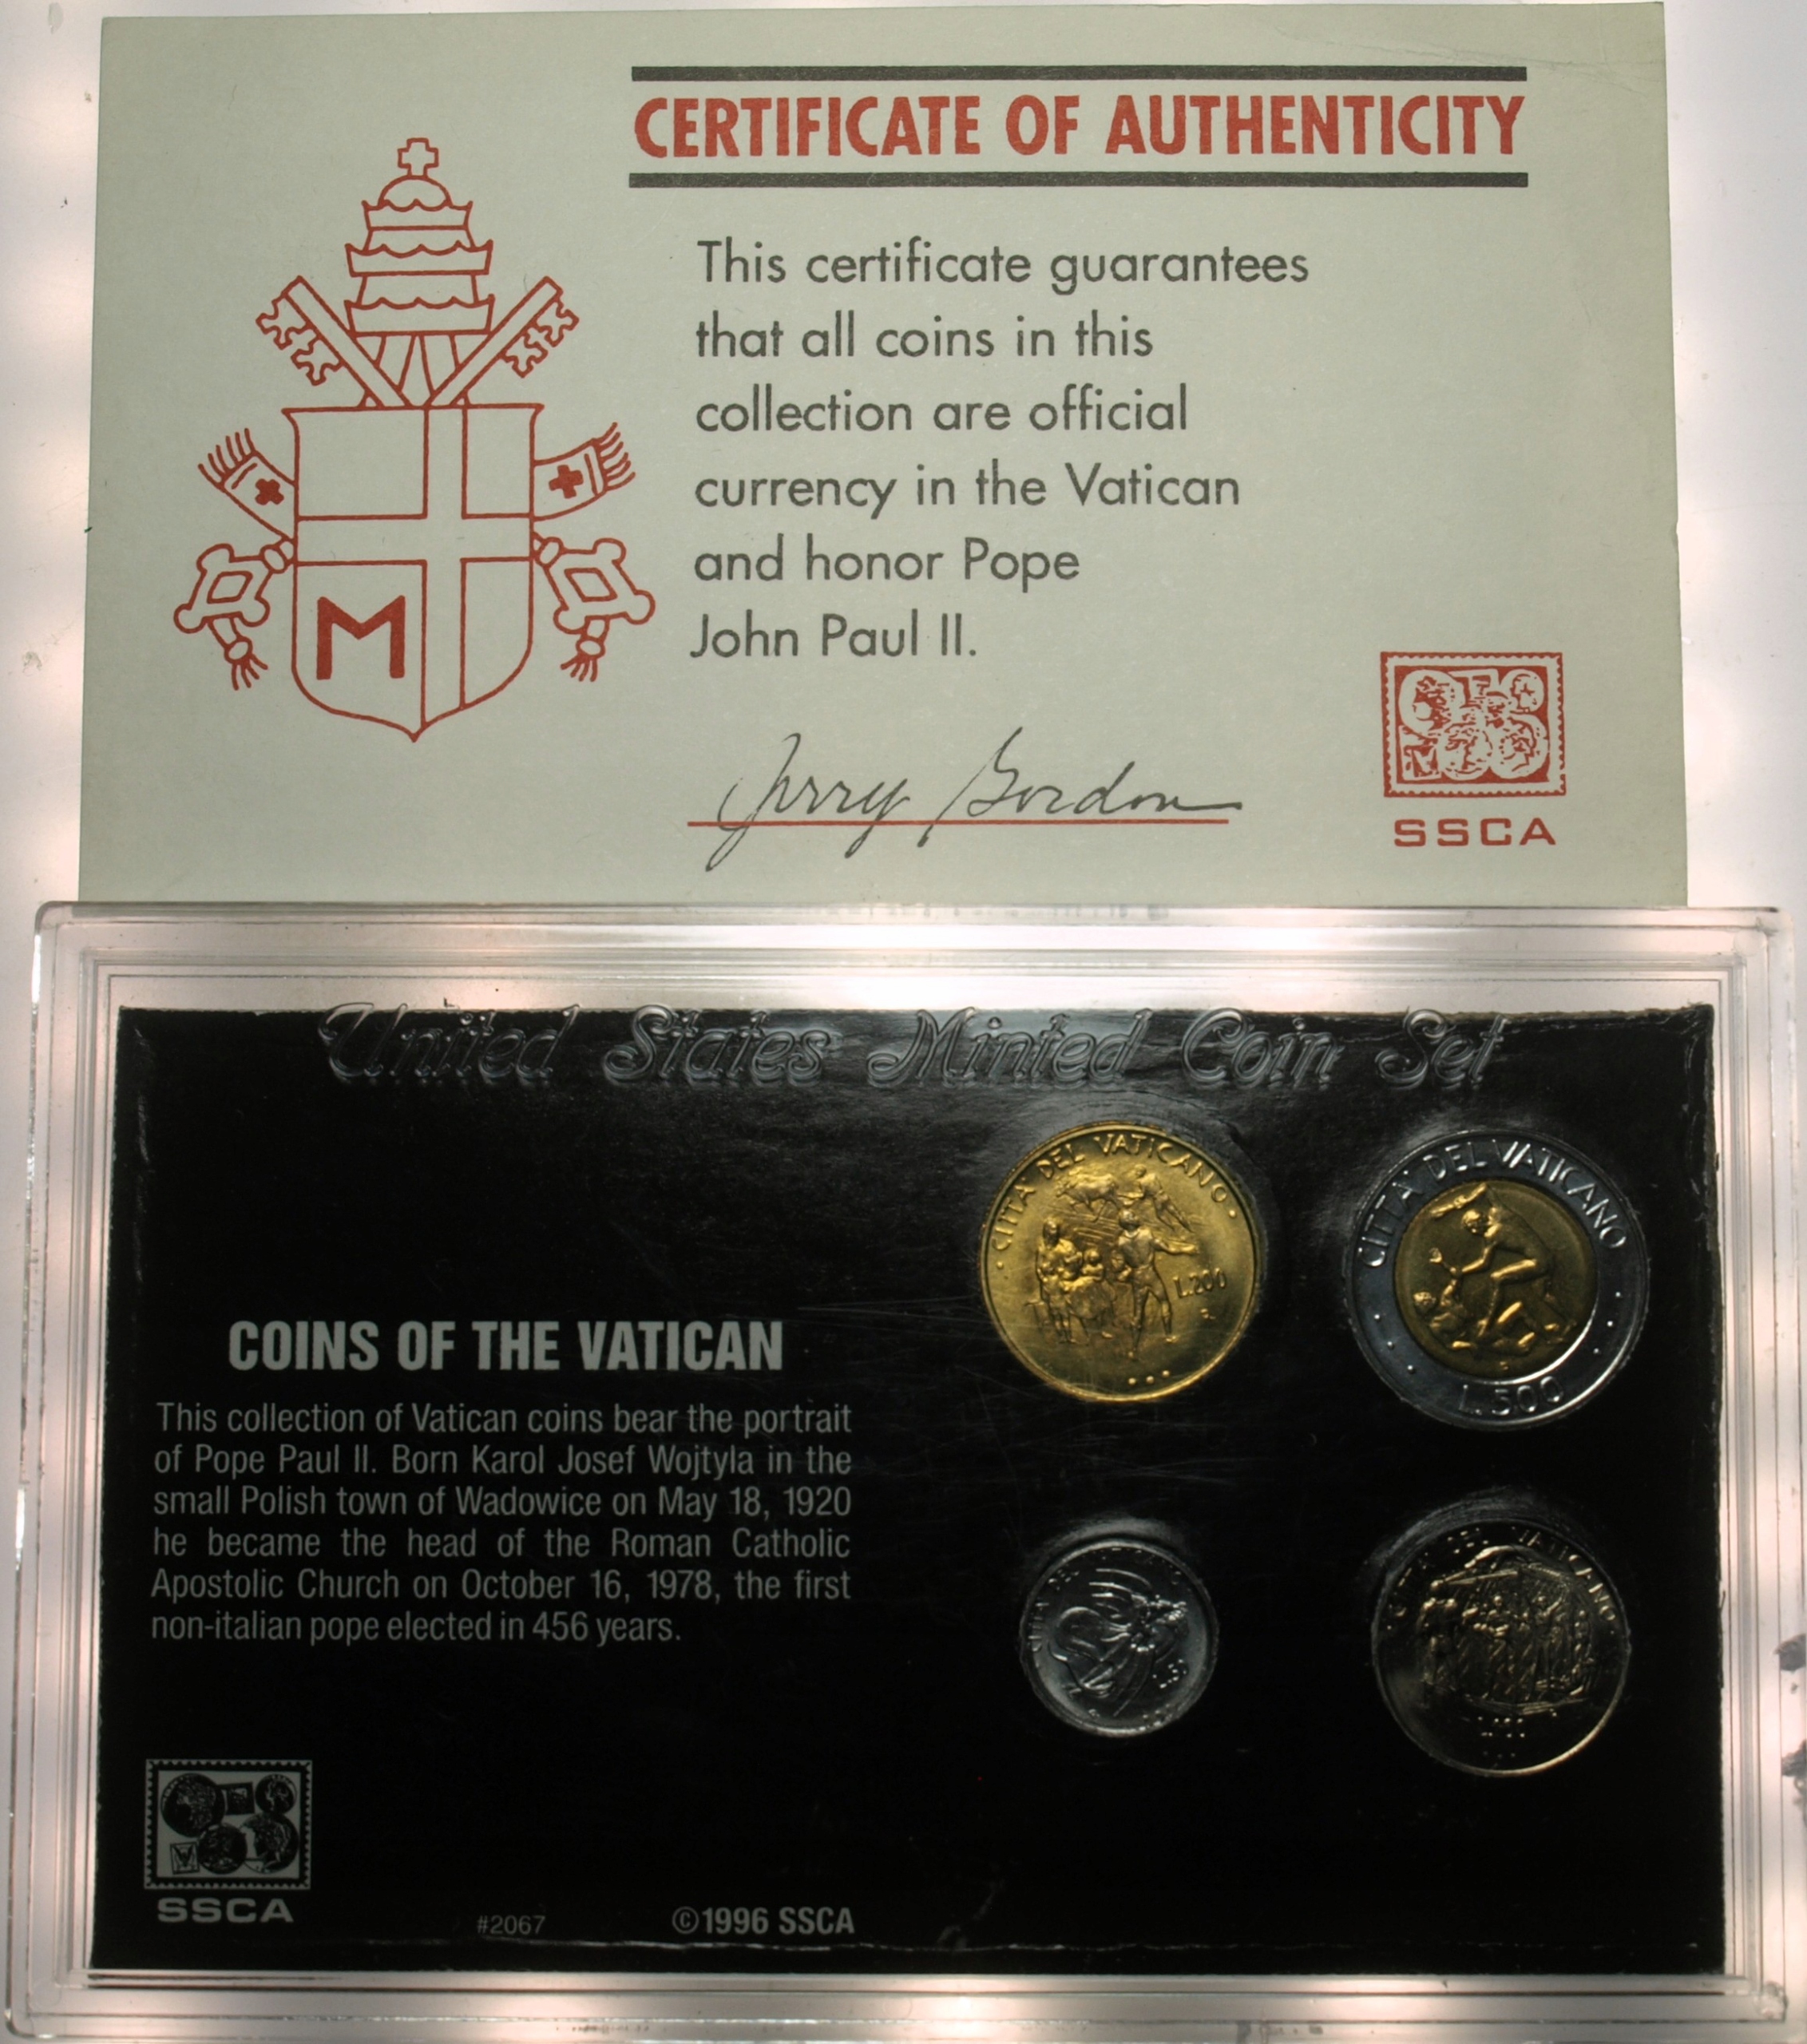 CERTIFICATE OF AUTHENTICITY
This certificate guarantees
that all coins in this
collection are official
currency in the Vatican
and honor Pope
John Paul II.
M
Jerry Gordon
SSCA
United States Minted Coin Set
CITTA' DEL VATICANO
L.200
R
CITTA' DEL VATICANO
L.500
COINS OF THE VATICAN
This collection of Vatican coins bear the portrait
of Pope Paul II. Born Karol Josef Wojtyla in the
small Polish town of Wadowice on May 18, 1920
he became the head of the Roman Catholic
Apostolic Church on October 16, 1978, the first
non-italian pope elected in 456 years.
DEL
DEL VATICANO
L.100
SSCA
#2067
©1996 SSCA